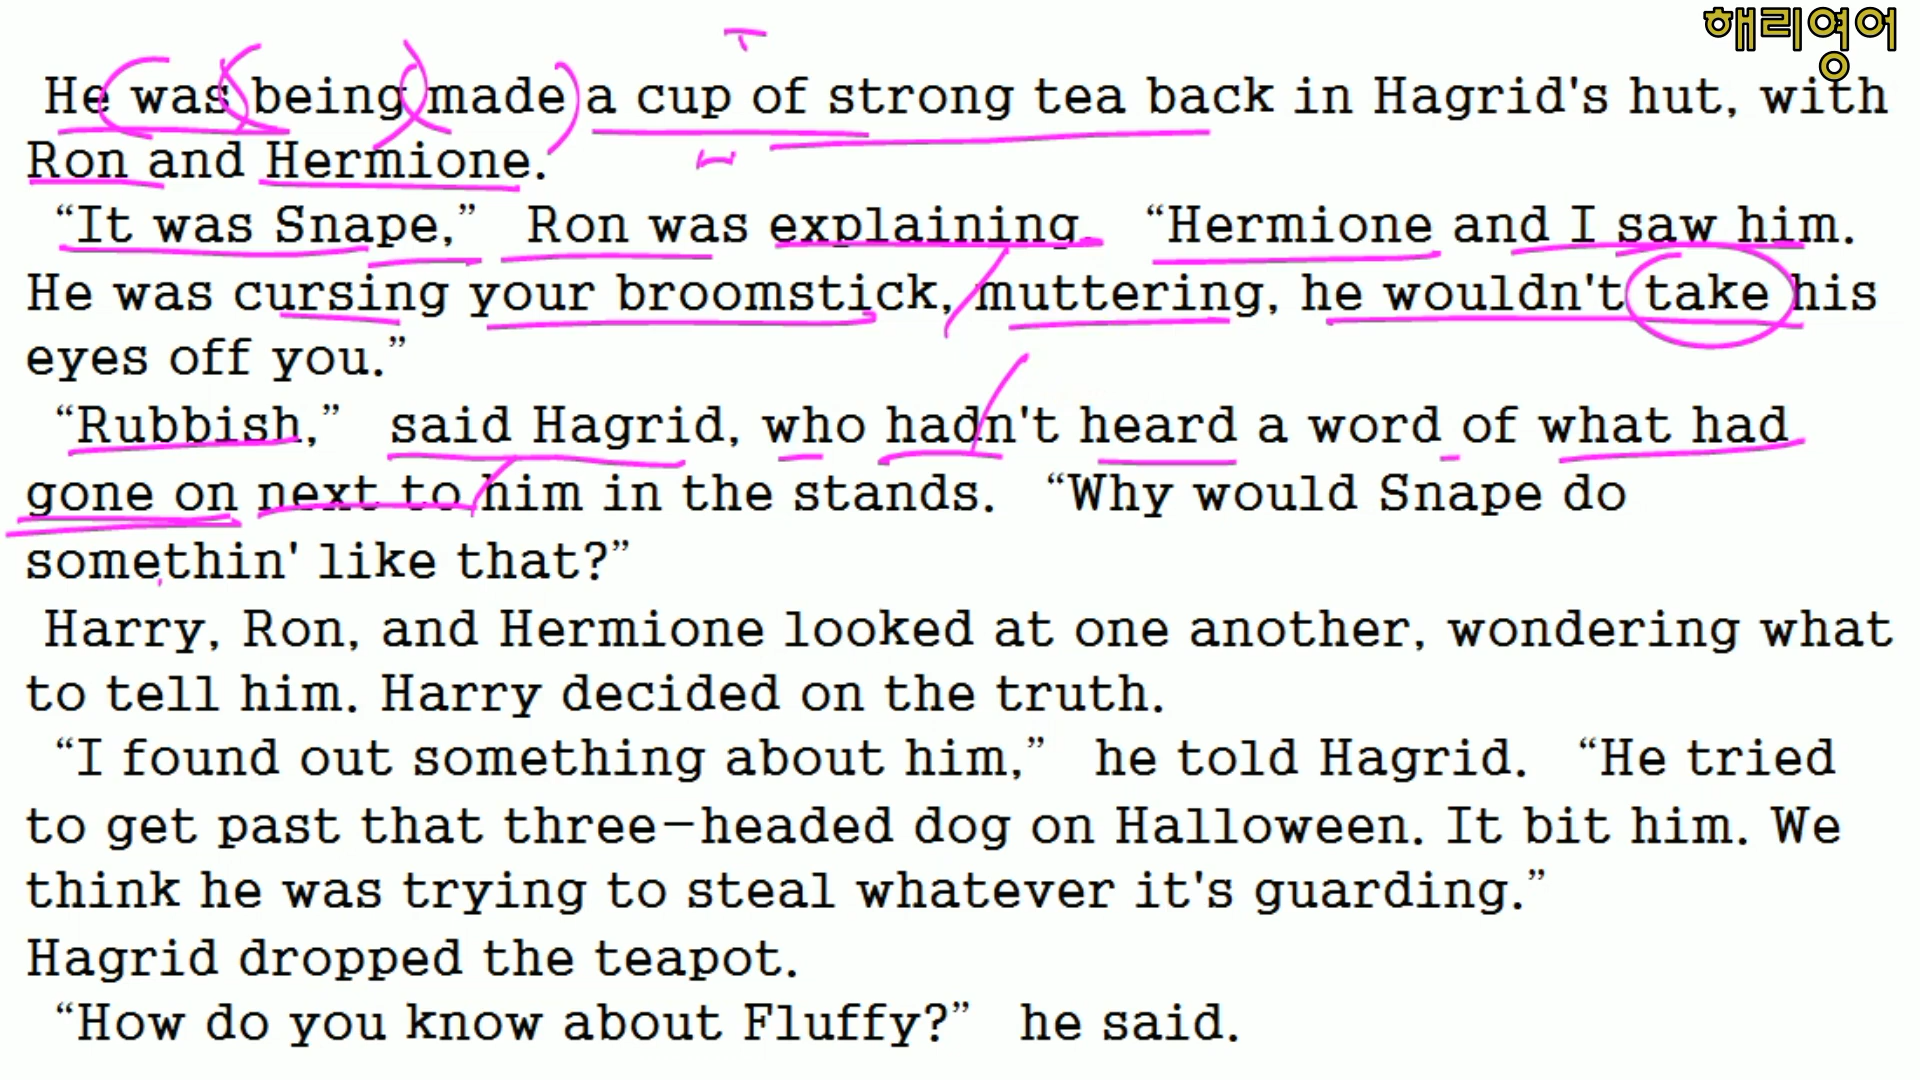 해리영어
He was being made a cup of strong tea back in Hagrid's hut, with
Ron and Hermione.
“It was Snape,” Ron was explaining. “Hermione and I saw him.
He was cursing your broomstick, muttering, he wouldn't take his
eyes off you.”
“Rubbish,” said Hagrid, who hadn't heard a word of what had
gone on next to him in the stands. “Why would Snape do
somethin' like that?”
Harry, Ron, and Hermione looked at one another, wondering what
to tell him. Harry decided on the truth.
“I found out something about him,” he told Hagrid. “He tried
to get past that three-headed dog on Halloween. It bit him. We
think he was trying to steal whatever it's guarding.”
Hagrid dropped the teapot.
“How do you know about Fluffy?” he said.